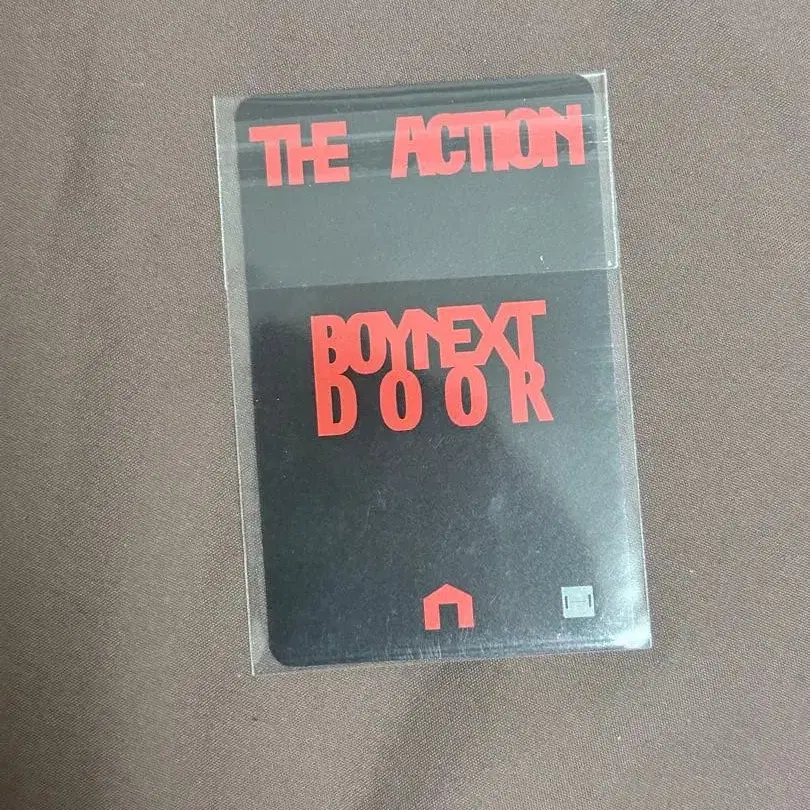 THE ACTION
BOYNEXT
DOOR